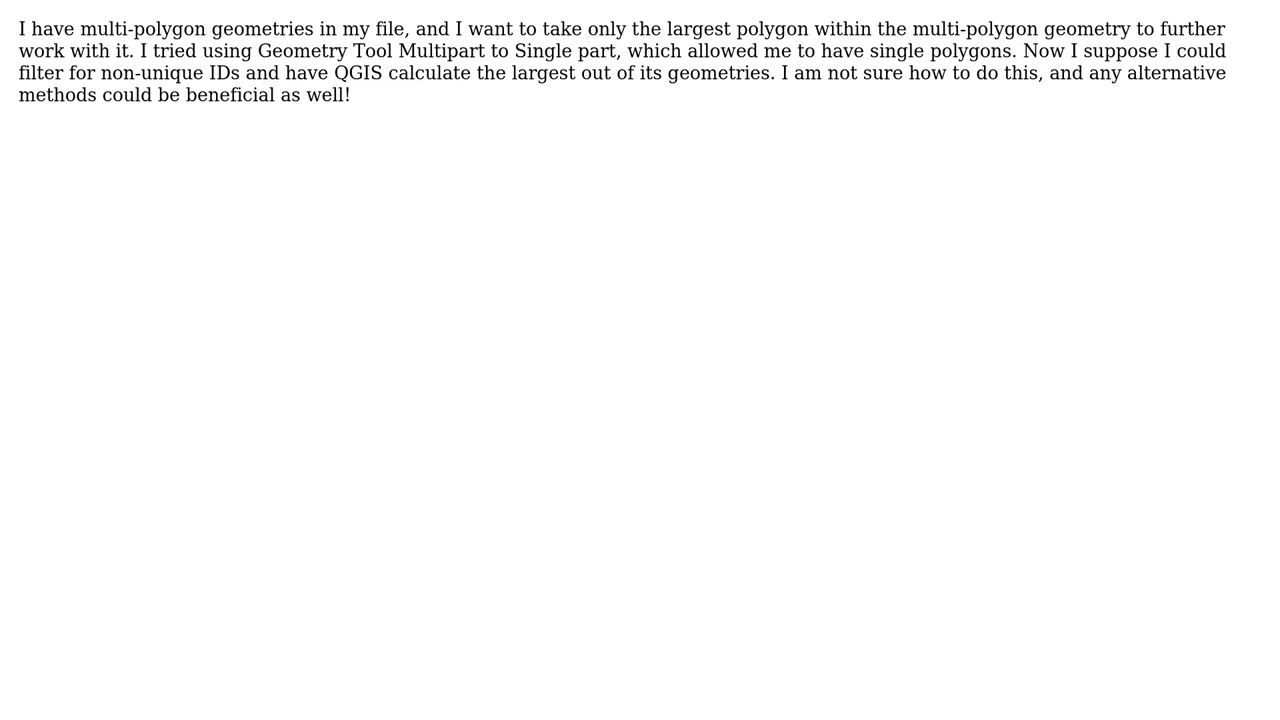 I have multi-polygon geometries in my file, and I want to take only the largest polygon within the multi-polygon geometry to further
work with it. I tried using Geometry Tool Multipart to Single part, which allowed me to have single polygons. Now I suppose I could
filter for non-unique IDs and have QGIS calculate the largest out of its geometries. I am not sure how to do this, and any alternative
methods could be beneficial as well!